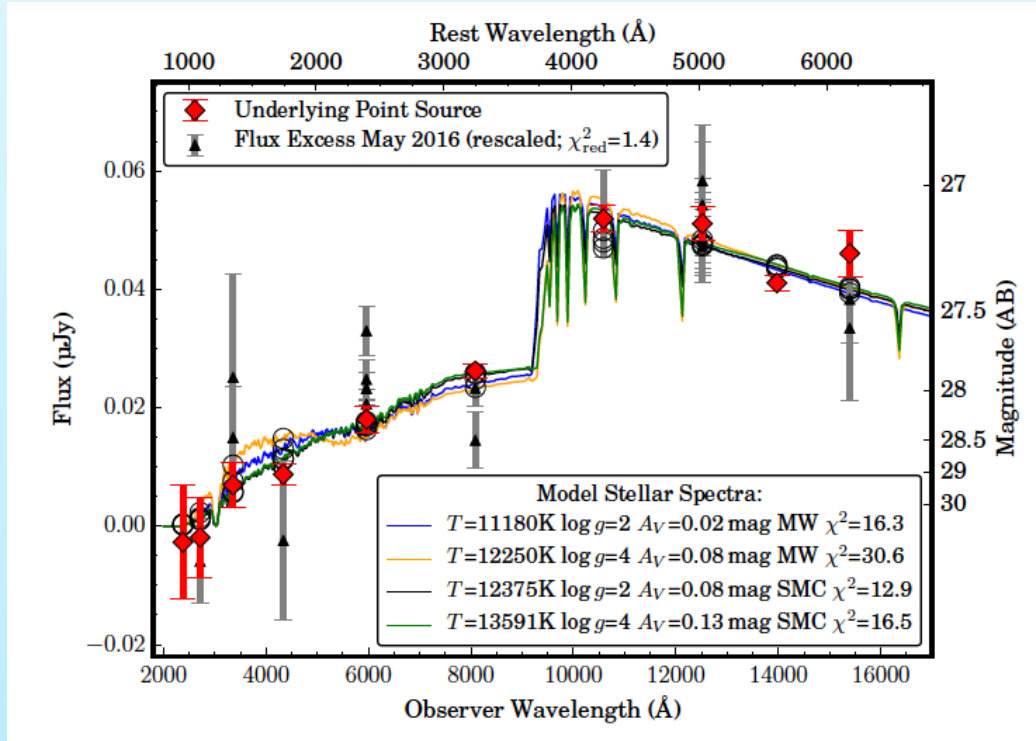 Rest Wavelength (Å)
1000 2000 3000 4000 5000 6000
Underlying Point Source
Flux Excess May 2016 (rescaled; χ²red=1.4)
0.06
0.04
0.02
0.00
−0.02
Flux (μJy)
27
27.5
28
28.5
29
30
Magnitude (AB)
Model Stellar Spectra:
T=11180K log g=2 A_V=0.02 mag MW χ²=16.3
T=12250K log g=4 A_V=0.08 mag MW χ²=30.6
T=12375K log g=2 A_V=0.08 mag SMC χ²=12.9
T=13591K log g=4 A_V=0.13 mag SMC χ²=16.5
2000 4000 6000 8000 10000 12000 14000 16000
Observer Wavelength (Å)